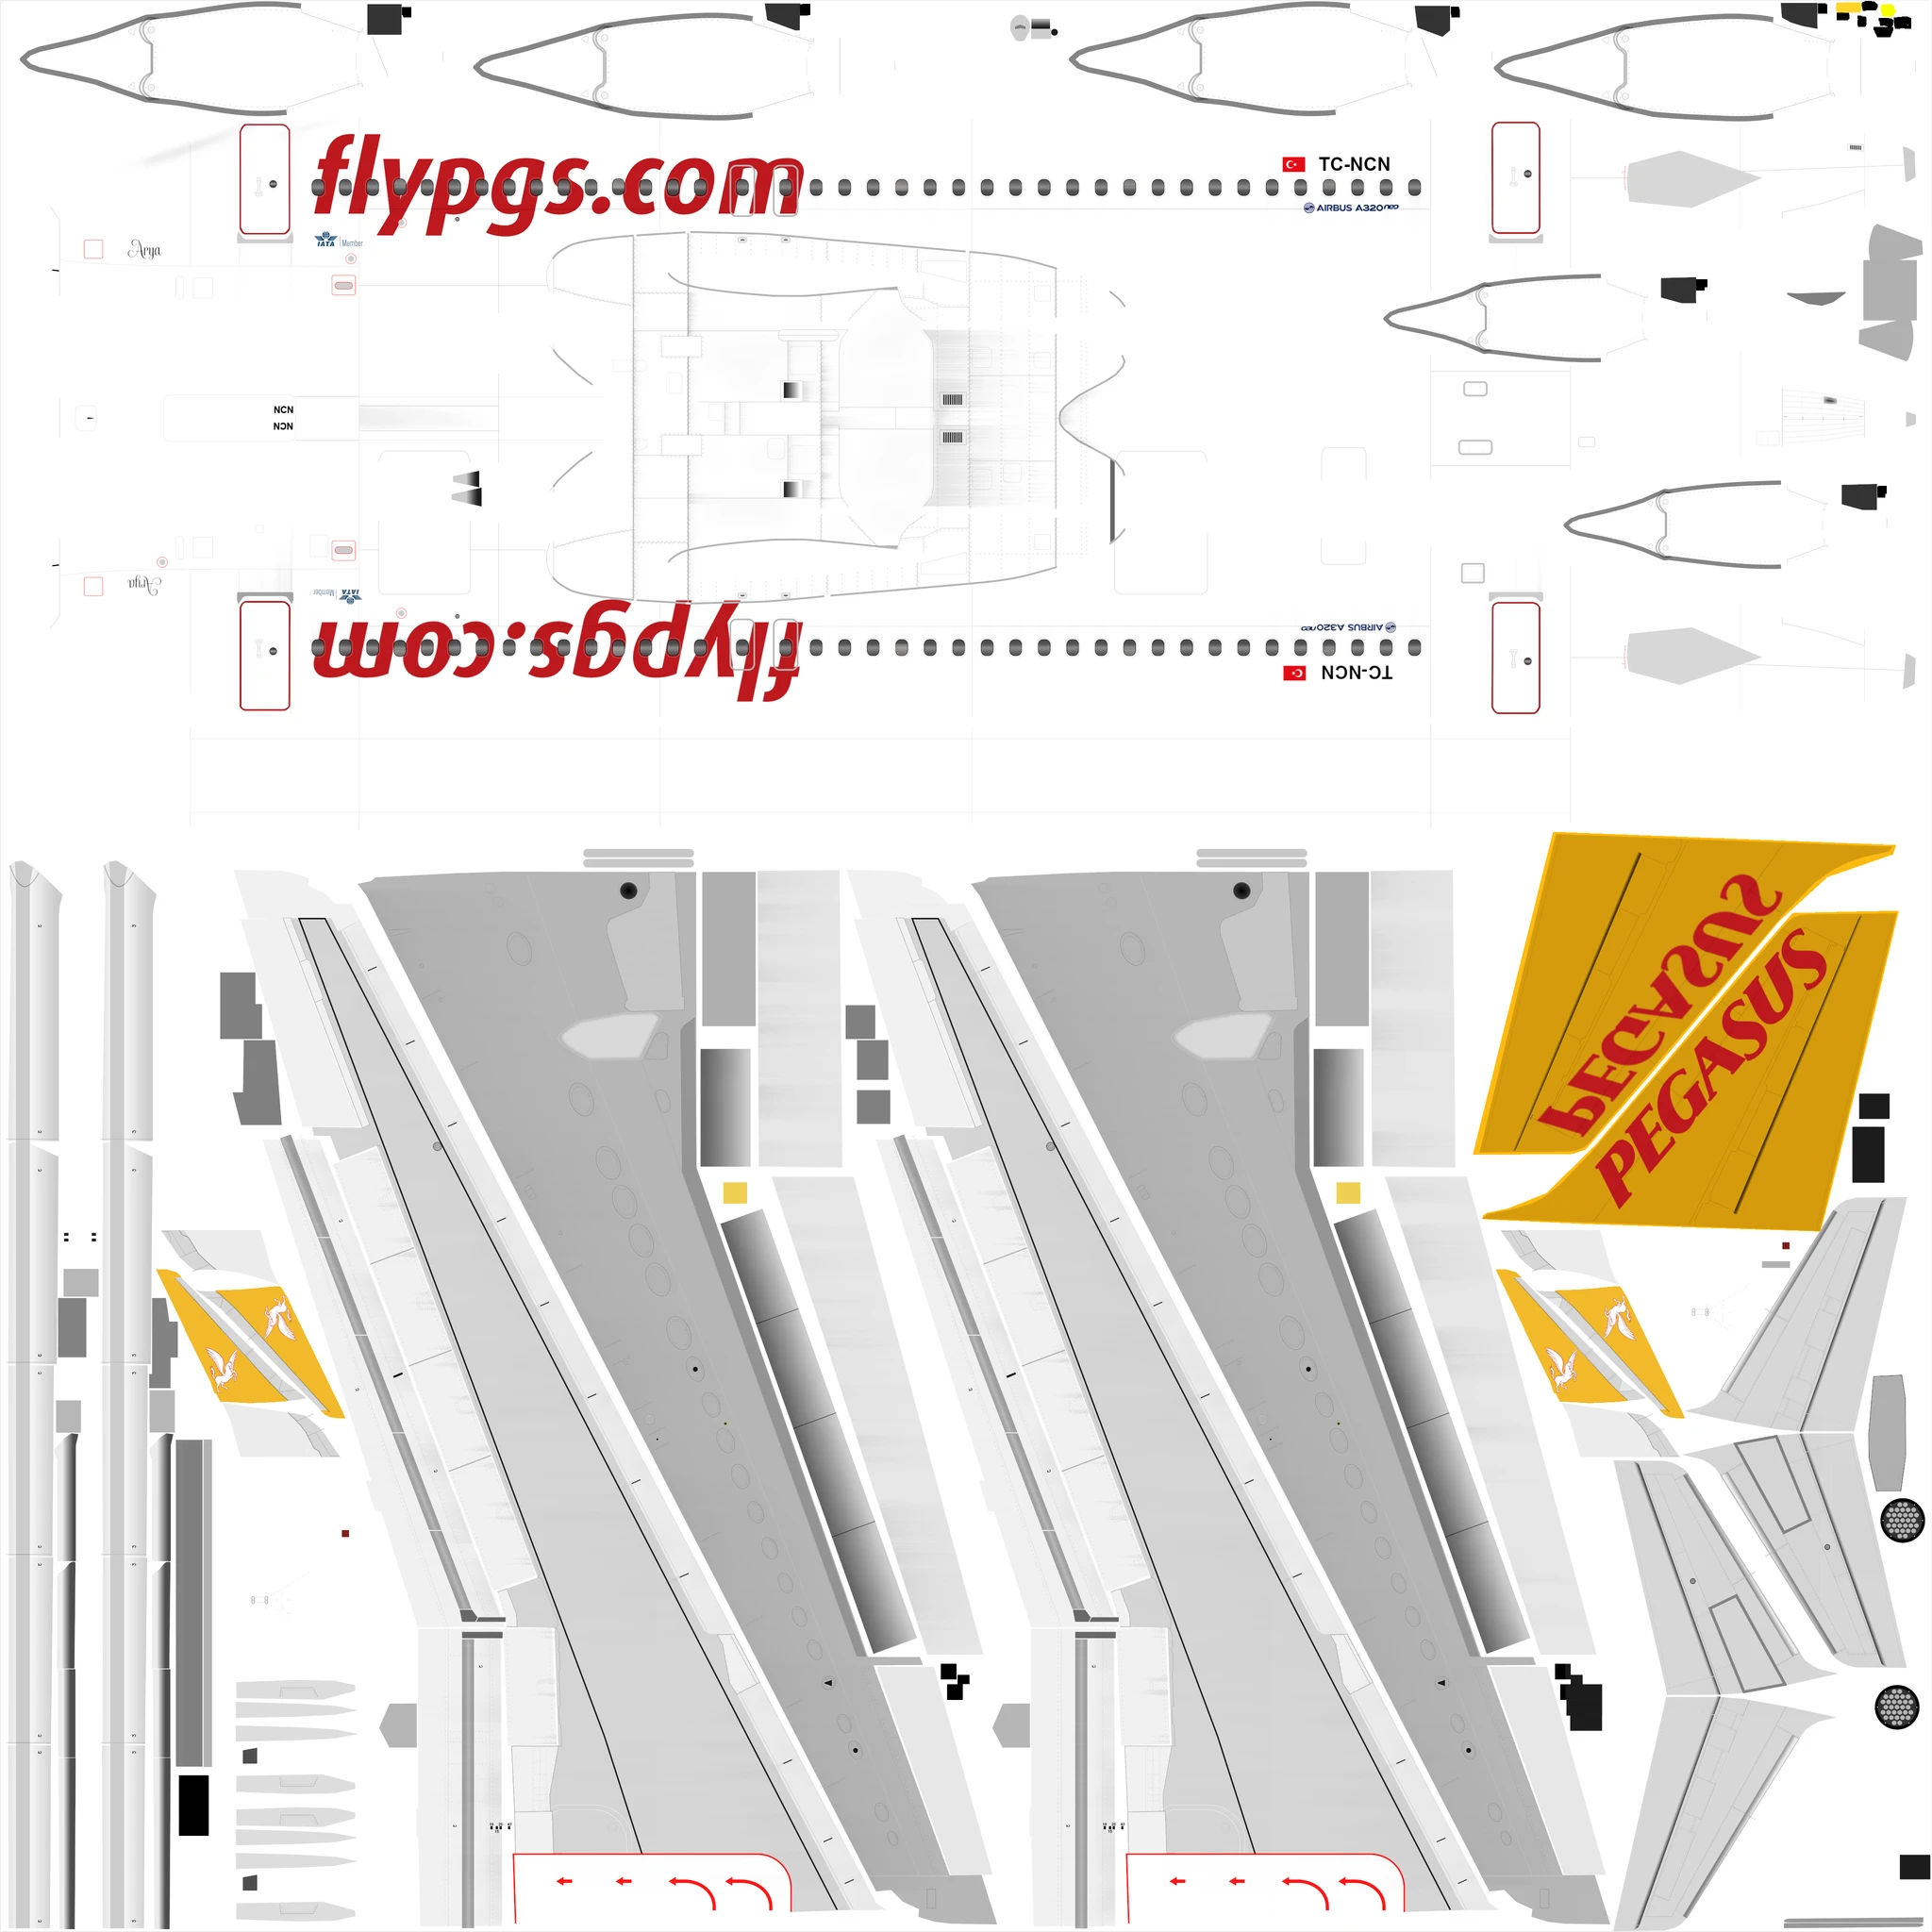 flypgs.com
TC-NCN
AIRBUS A320neo
IATA Member
Arya
NCN
NCN
Arya
IATA Member
flypgs.com
AIRBUS A320neo
TC-NCN
PEGASUS
PEGASUS